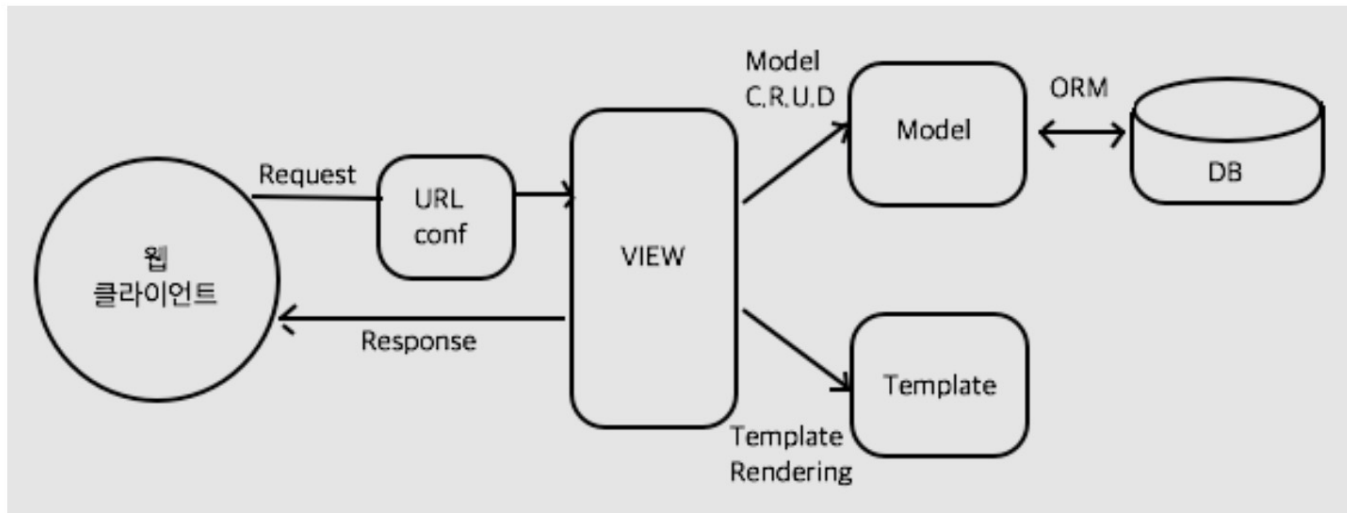 웹
클라이언트
Request
URL
conf
Response
VIEW
Model
C.R.U.D
Model
ORM
DB
Template
Rendering
Template